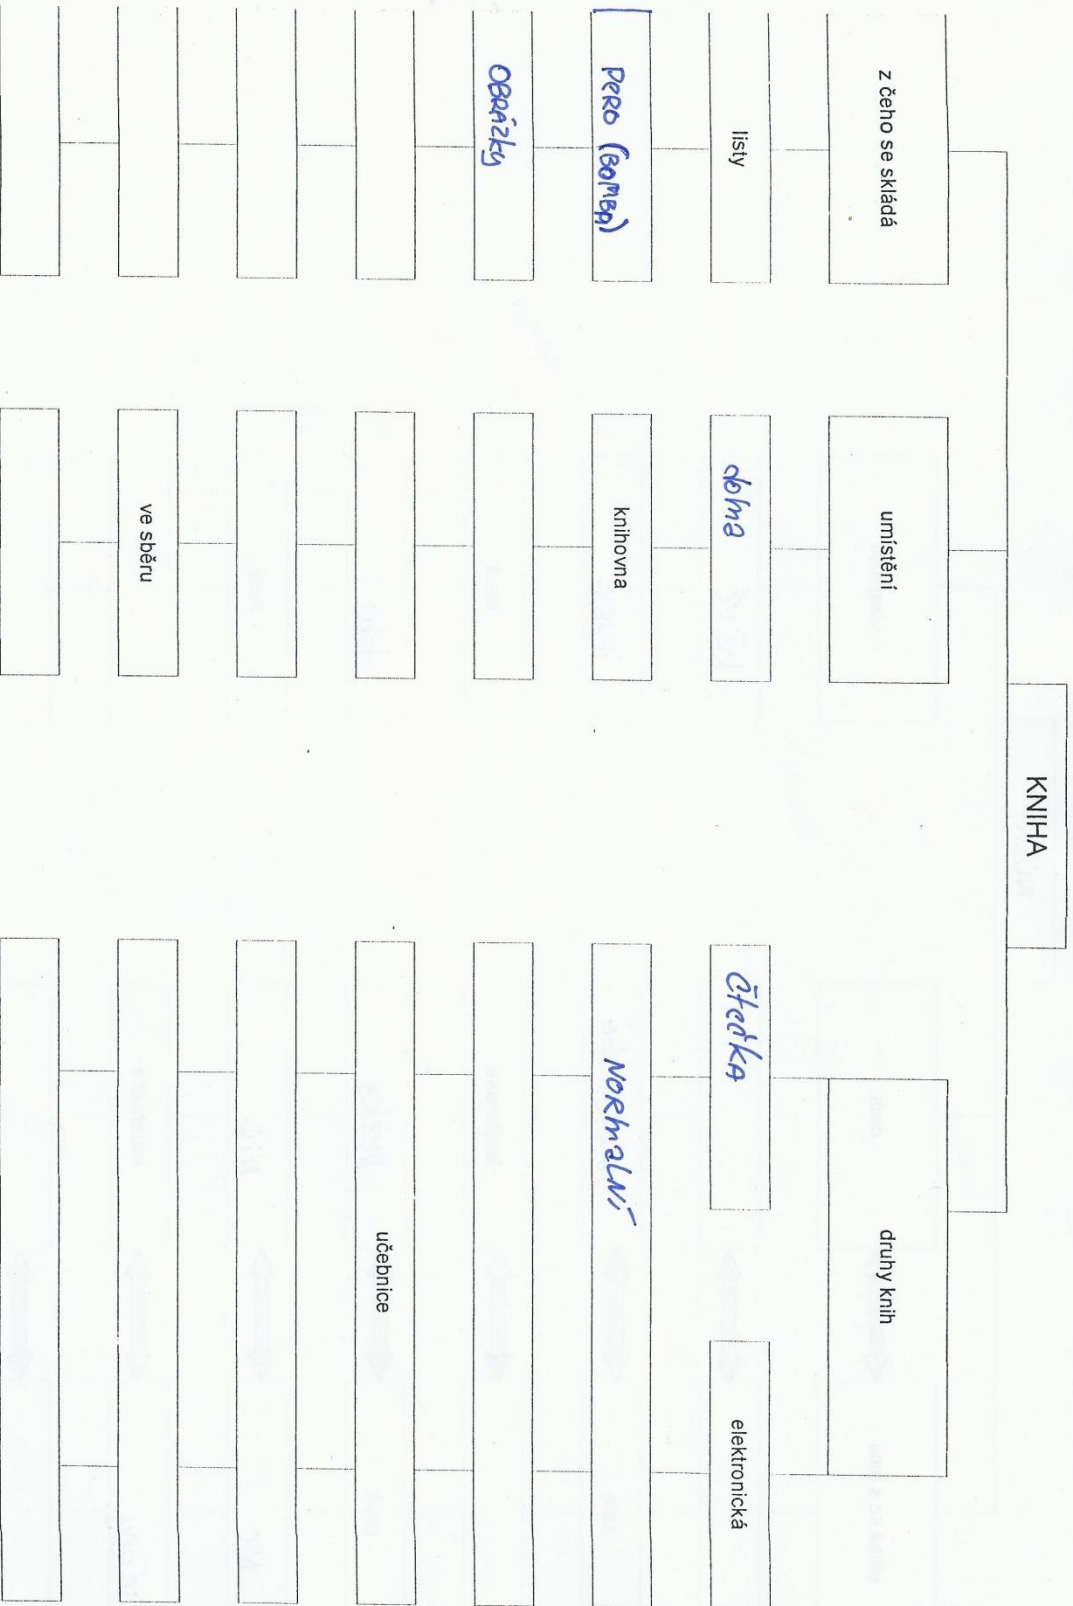 KNIHA
z čeho se skládá
listy
PERO (BOMBA)
OBRÁZKY
umístění
doma
knihovna
ve sběru
druhy knih
čtečka
elektronická
NORMALNÍ
učebnice